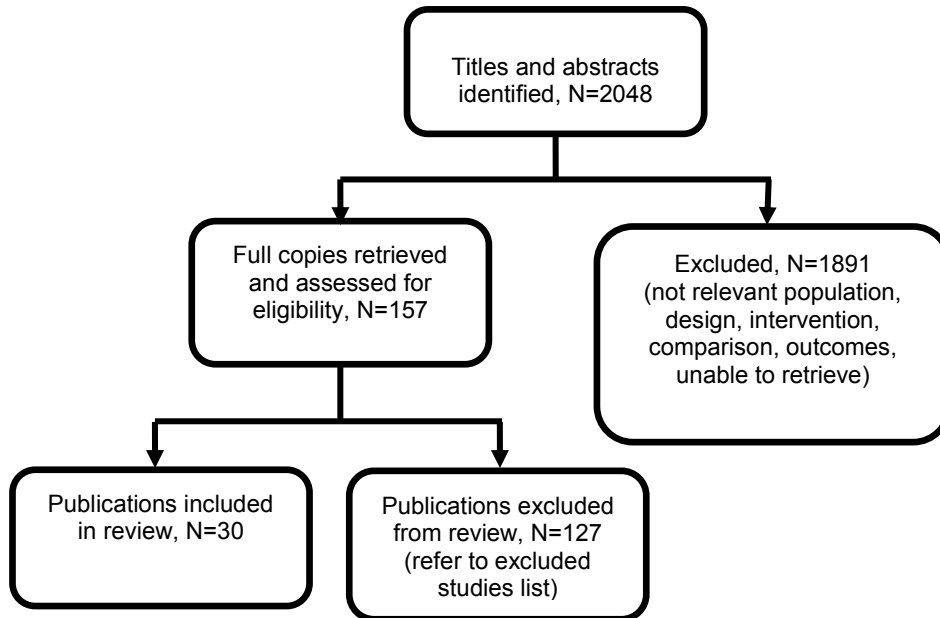 Titles and abstracts
identified, N=2048
Full copies retrieved
and assessed for
eligibility, N=157
Excluded, N=1891
(not relevant population,
design, intervention,
comparison, outcomes,
unable to retrieve)
Publications included
in review, N=30
Publications excluded
from review, N=127
(refer to excluded
studies list)